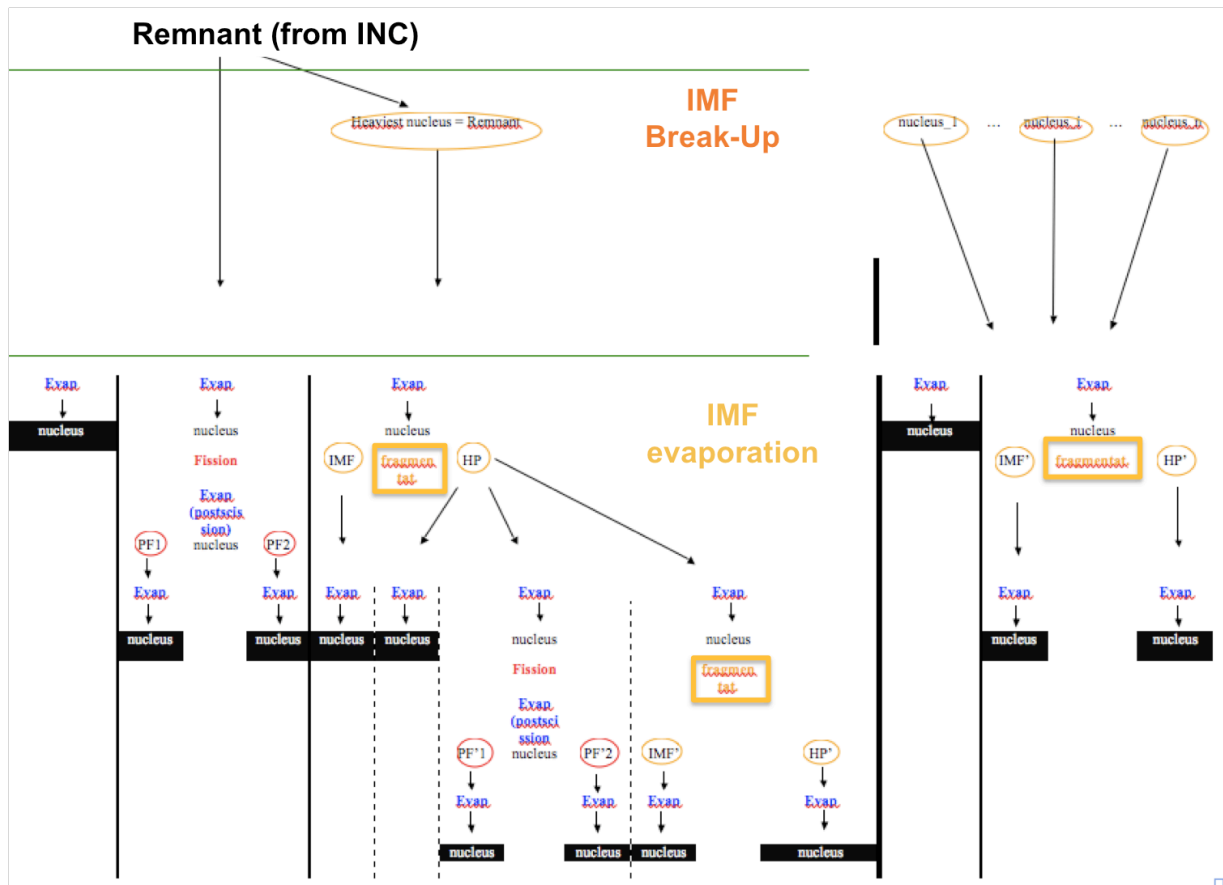 Remnant (from INC)
IMF
Break-Up
Heaviest nucleus = Remnant
nucleus_1 ... nucleus_i ... nucleus_n
Evap Evap Evap Evap Evap
nucleus nucleus nucleus nucleus nucleus
IMF
evaporation
Fission IMF fragmen HP IMF' fragmentat. HP'
tat.
Evap
(postscis
sion)
PF1 nucleus PF2
Evap Evap Evap Evap Evap Evap Evap Evap
nucleus nucleus nucleus nucleus nucleus nucleus nucleus nucleus
Fission fragmen
tat.
Evap
(postsci
ssion
PF'1 nucleus PF'2 IMF' HP'
Evap Evap Evap Evap
nucleus nucleus nucleus nucleus